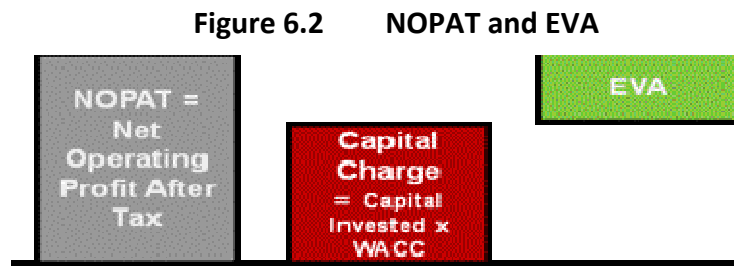 Figure 6.2 NOPAT and EVA
NOPAT =
Net
Operating
Profit After
Tax
Capital
Charge
= Capital
Invested x
WACC
EVA